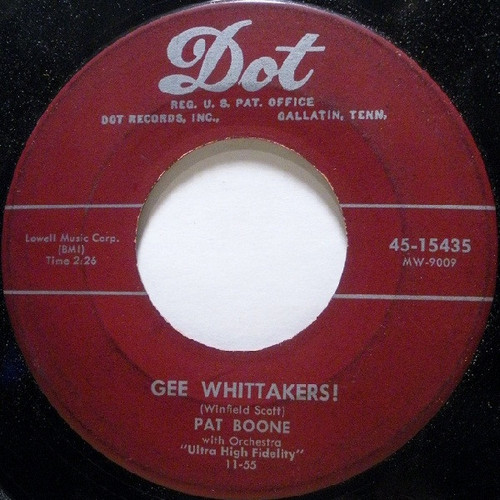 Dot
REG. U. S. PAT. OFFICE
DOT RECORDS, INC., GALLATIN, TENN,
Lowell Music Corp.
(BMI)
Time 2:26
45-15435
MW-9009
GEE WHITTAKERS!
(Winfield Scott)
PAT BOONE
with Orchestra
"Ultra High Fidelity"
11-55